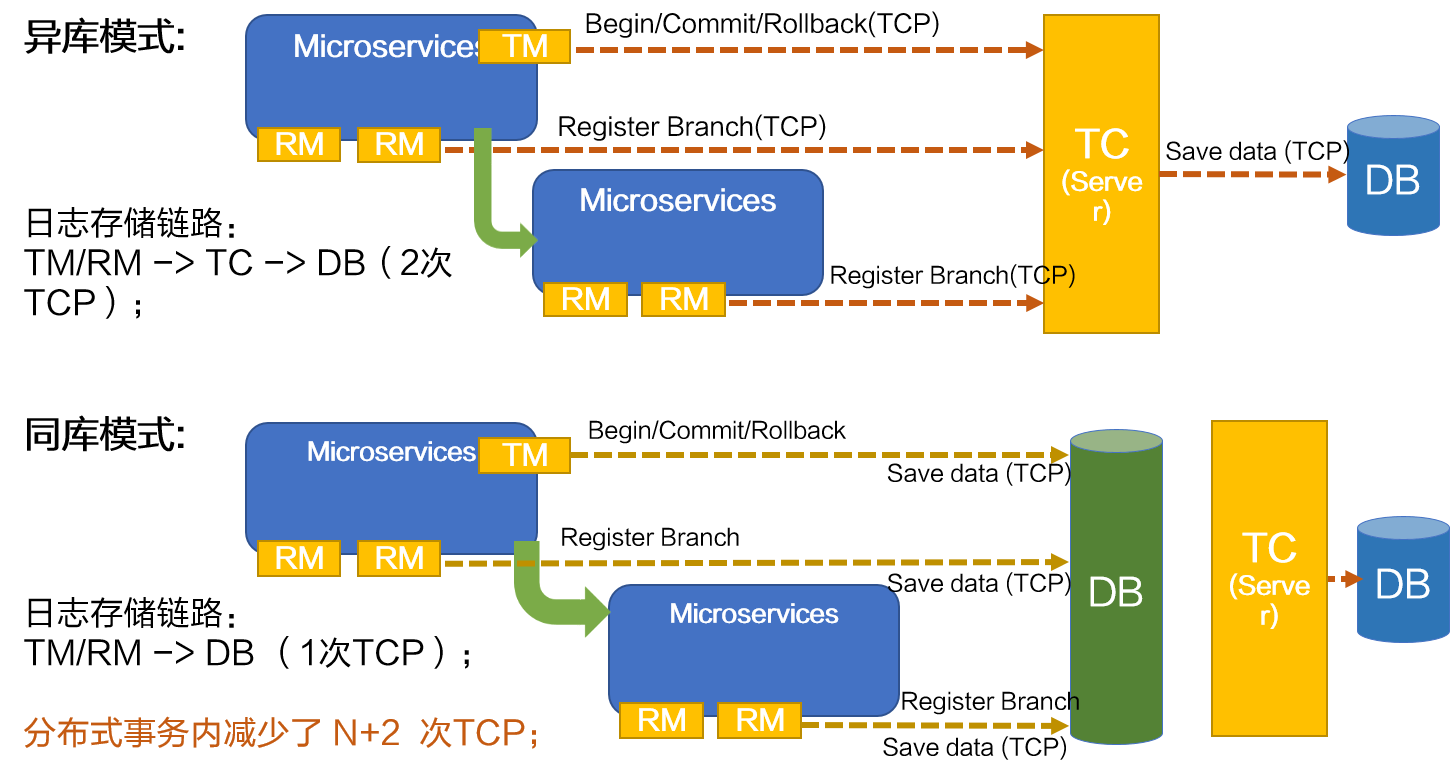 异库模式:
Microservices
TM
Begin/Commit/Rollback(TCP)
RM
RM
Register Branch(TCP)
TC
(Serve
r)
Save data (TCP)
DB
Microservices
日志存储链路：
TM/RM –> TC –> DB（2次
TCP）；
Register Branch(TCP)
RM
RM
同库模式:
Microservices
TM
Begin/Commit/Rollback
Save data (TCP)
RM
RM
Register Branch
Save data (TCP)
DB
TC
(Serve
r)
DB
日志存储链路：
TM/RM –> DB （1次TCP）；
Microservices
RM
RM
Register Branch
Save data (TCP)
分布式事务内减少了 N+2 次TCP；